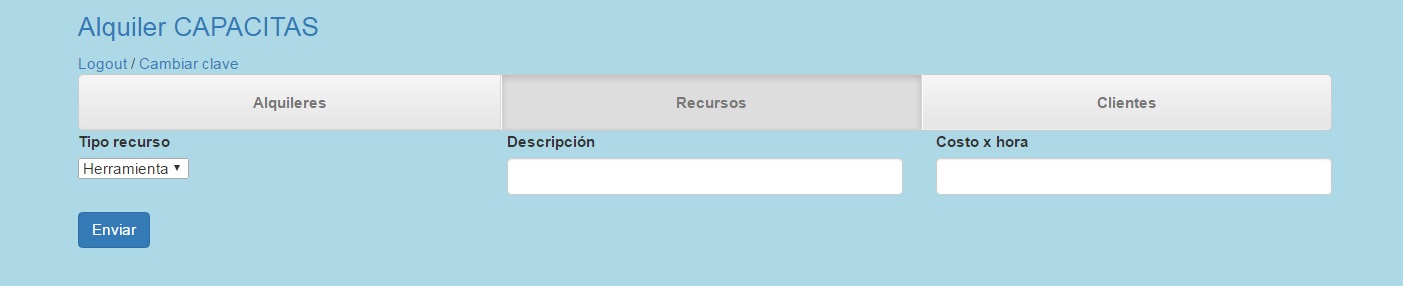 Alquiler CAPACITAS
Logout / Cambiar clave
Alquileres Recursos Clientes
Tipo recurso Descripción Costo x hora
Herramienta
Enviar